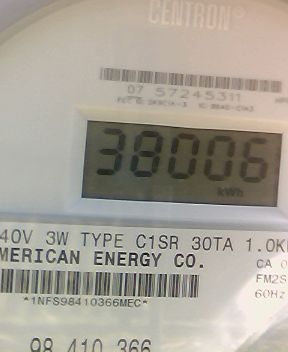 CENTRON®
07 57245311
38006
kWh
40V 3W TYPE C1SR 30TA 1.0K
MERICAN ENERGY CO.
CA 0
FM2S
60Hz
*1NFS98410366MEC*
98 410 366